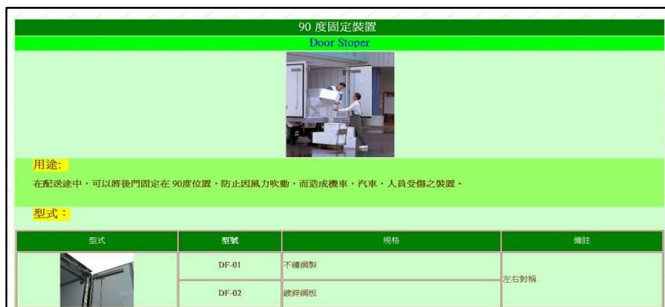 90 度固定裝置
Door Stoper
用途:
在配送途中，可以將後門固定在 90度位置，防止因風力吹動，而造成機車，汽車，人員受傷之裝置。
型式：
型式 型號 規格 備註
DF-01 不鏽鋼製 左右對稱
DF-02 鍍鋅鋼板